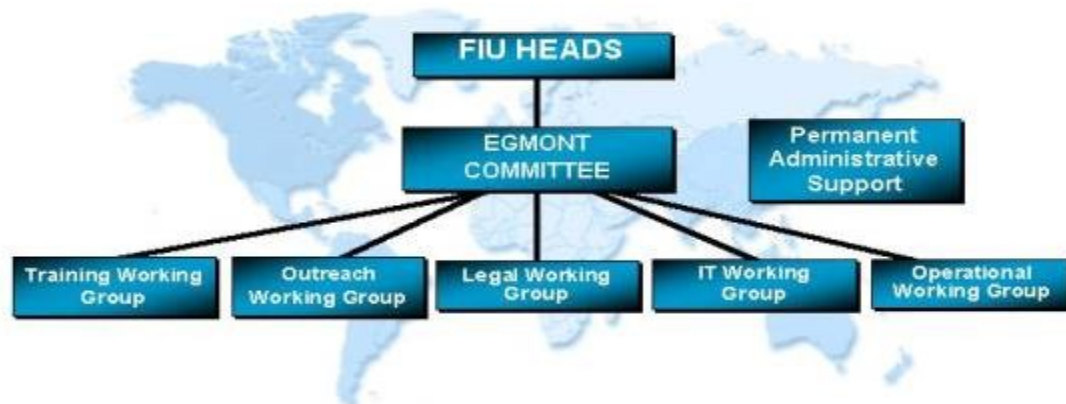 FIU HEADS
EGMONT
COMMITTEE
Permanent
Administrative
Support
Training Working
Group
Outreach
Working Group
Legal Working
Group
IT Working
Group
Operational
Working Group